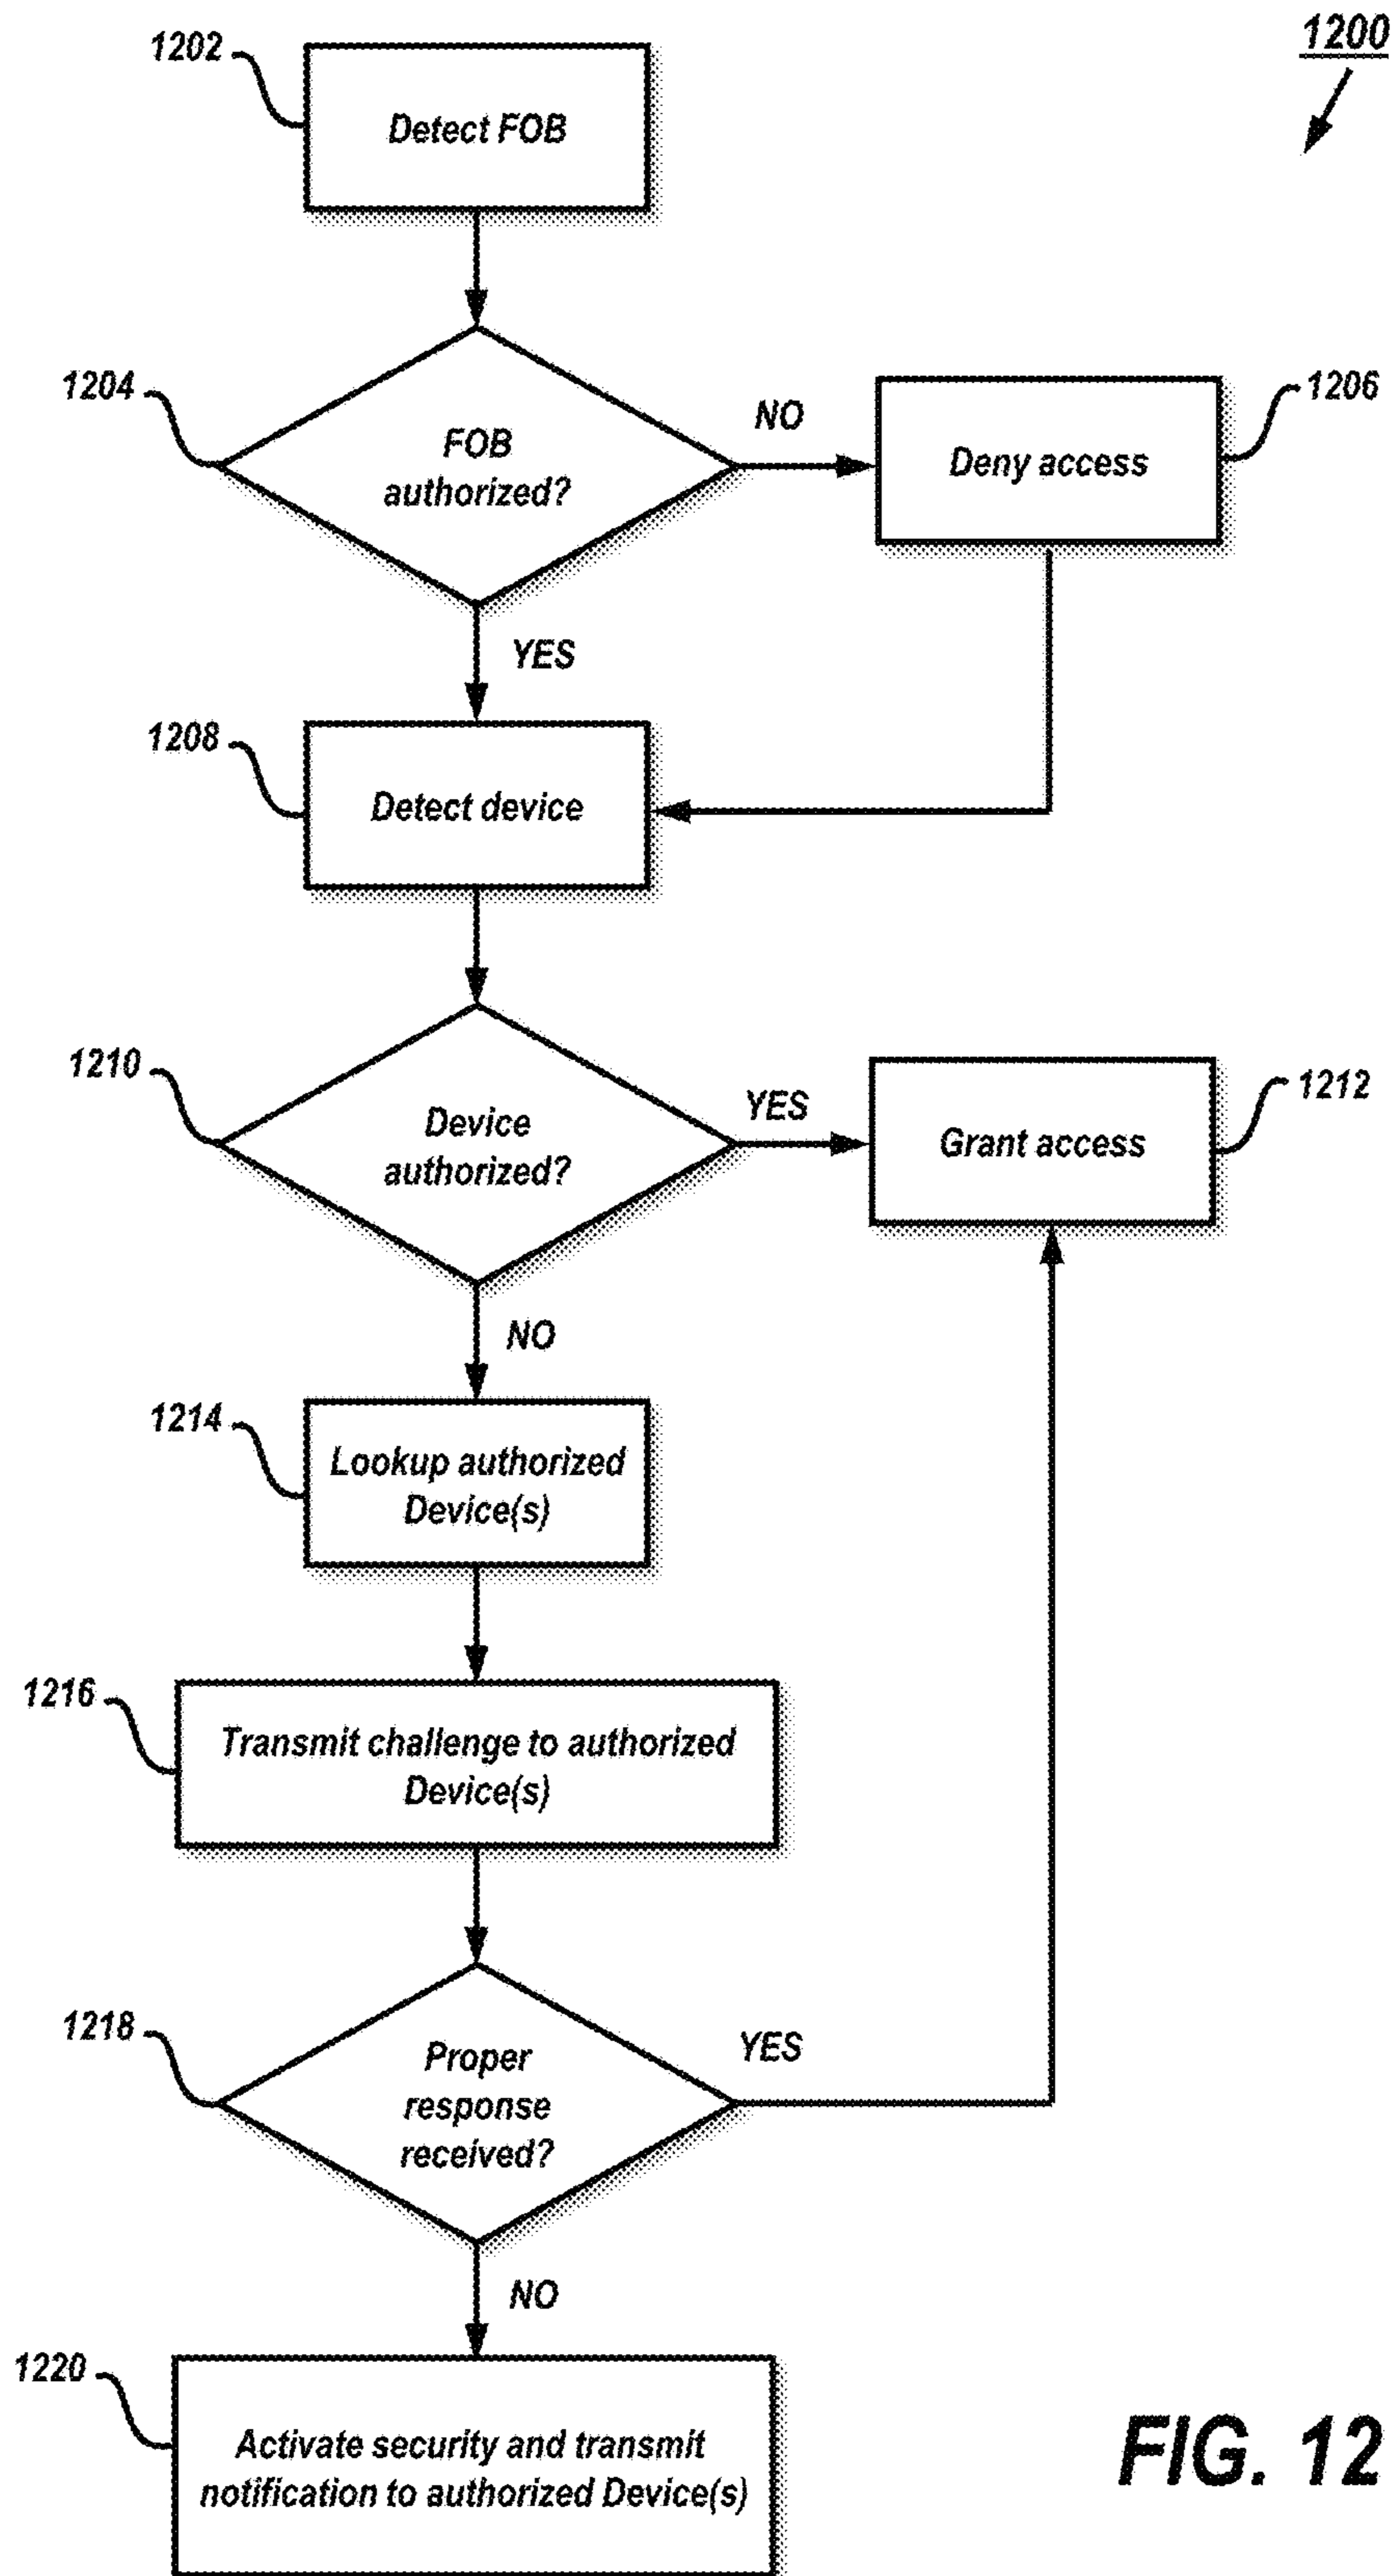 1200
1202
Detect FOB
1204
FOB
authorized?
NO
1206
Deny access
YES
1208
Detect device
1210
Device
authorized?
YES
1212
Grant access
NO
1214
Lookup authorized
Device(s)
1216
Transmit challenge to authorized
Device(s)
1218
Proper
response
received?
YES
NO
1220
Activate security and transmit
notification to authorized Device(s)
FIG. 12